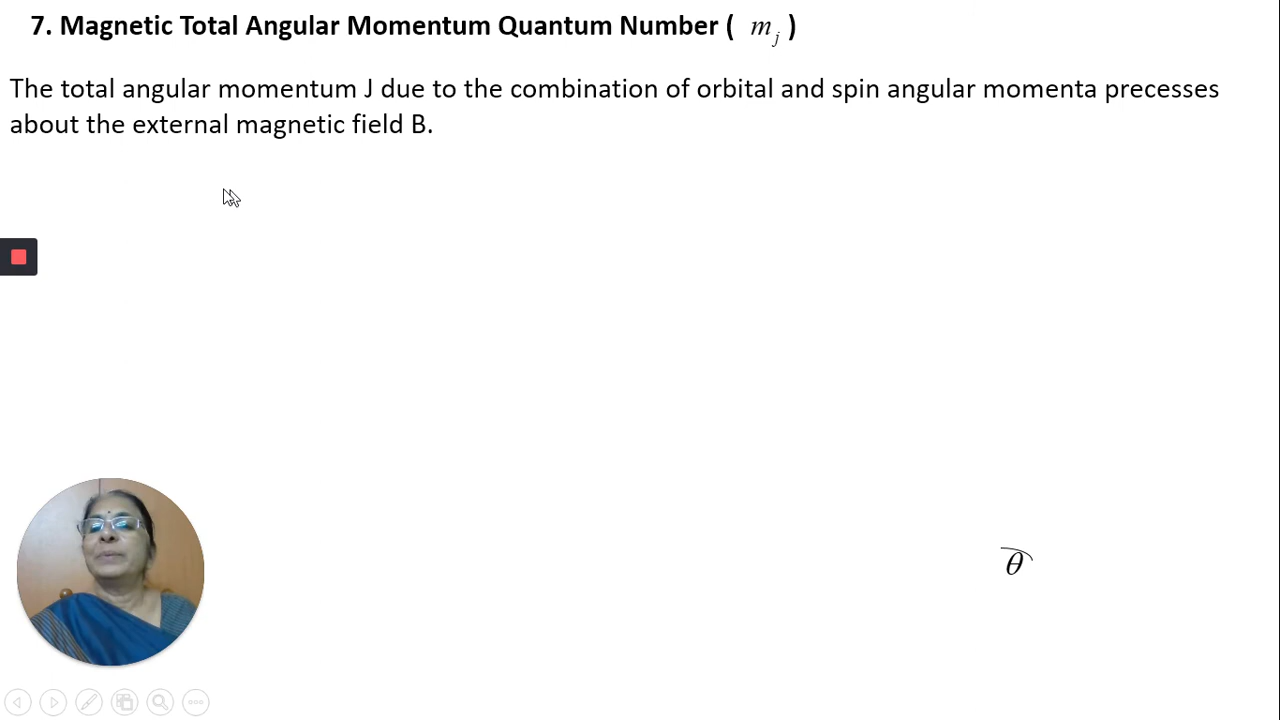 7. Magnetic Total Angular Momentum Quantum Number ( m_j )
The total angular momentum J due to the combination of orbital and spin angular momenta precesses
about the external magnetic field B.
θ